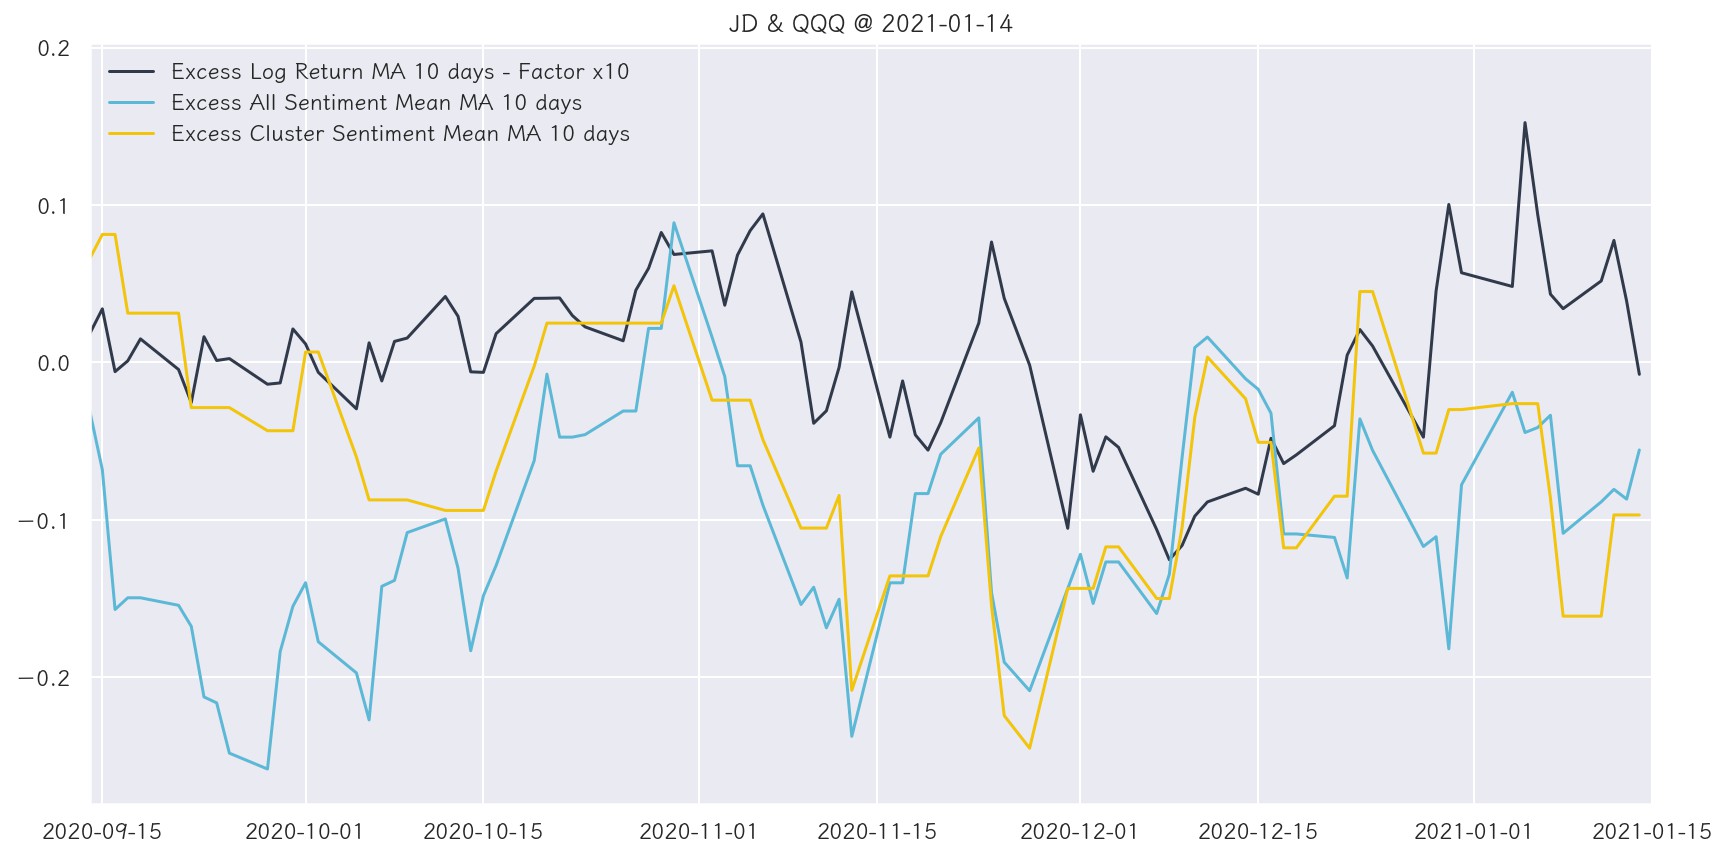 JD & QQQ @ 2021-01-14
0.2
Excess Log Return MA 10 days - Factor x10
Excess All Sentiment Mean MA 10 days
Excess Cluster Sentiment Mean MA 10 days
0.1
0.0
−0.1
−0.2
2020-09-15 2020-10-01 2020-10-15 2020-11-01 2020-11-15 2020-12-01 2020-12-15 2021-01-01 2021-01-15